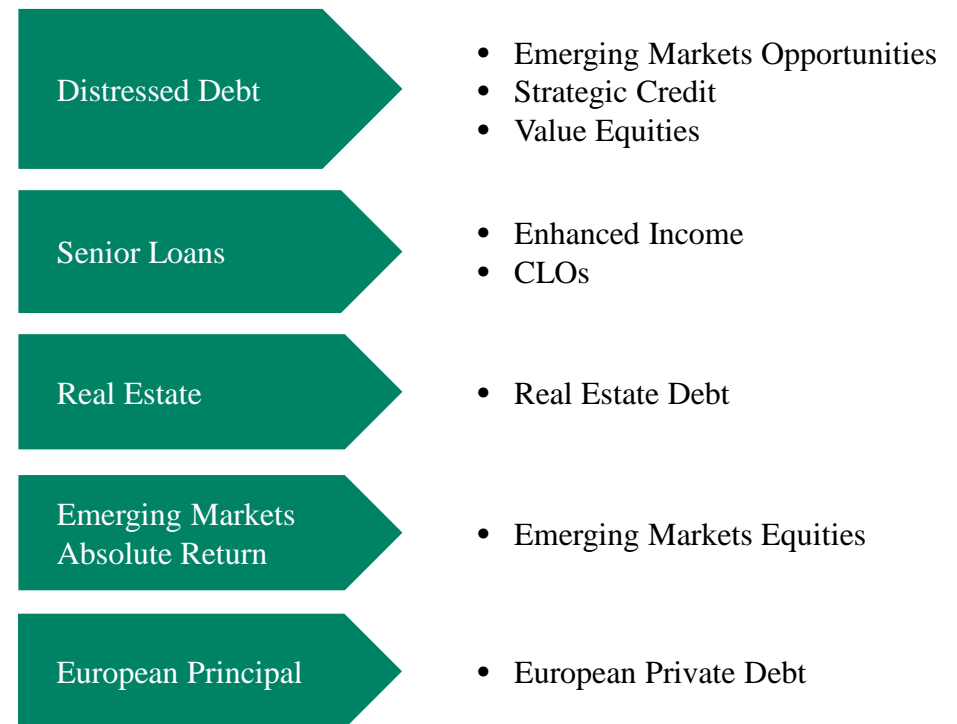 Distressed Debt
• Emerging Markets Opportunities
• Strategic Credit
• Value Equities
Senior Loans
• Enhanced Income
• CLOs
Real Estate
• Real Estate Debt
Emerging Markets
Absolute Return
• Emerging Markets Equities
European Principal
• European Private Debt